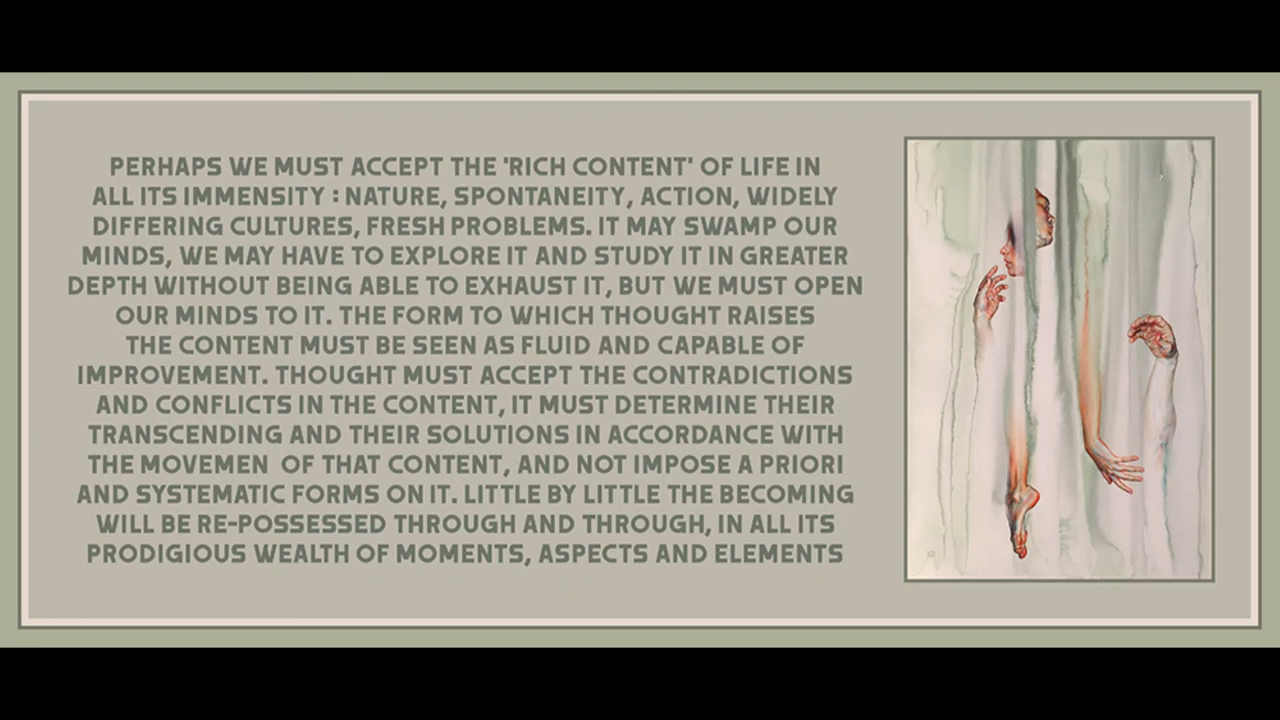 PERHAPS WE MUST ACCEPT THE 'RICH CONTENT' OF LIFE IN
ALL ITS IMMENSITY : NATURE, SPONTANEITY, ACTION, WIDELY
DIFFERING CULTURES, FRESH PROBLEMS. IT MAY SWAMP OUR
MINDS, WE MAY HAVE TO EXPLORE IT AND STUDY IT IN GREATER
DEPTH WITHOUT BEING ABLE TO EXHAUST IT, BUT WE MUST OPEN
OUR MINDS TO IT. THE FORM TO WHICH THOUGHT RAISES
THE CONTENT MUST BE SEEN AS FLUID AND CAPABLE OF
IMPROVEMENT. THOUGHT MUST ACCEPT THE CONTRADICTIONS
AND CONFLICTS IN THE CONTENT, IT MUST DETERMINE THEIR
TRANSCENDING AND THEIR SOLUTIONS IN ACCORDANCE WITH
THE MOVEMEN OF THAT CONTENT, AND NOT IMPOSE A PRIORI
AND SYSTEMATIC FORMS ON IT. LITTLE BY LITTLE THE BECOMING
WILL BE RE-POSSESSED THROUGH AND THROUGH, IN ALL ITS
PRODIGIOUS WEALTH OF MOMENTS, ASPECTS AND ELEMENTS